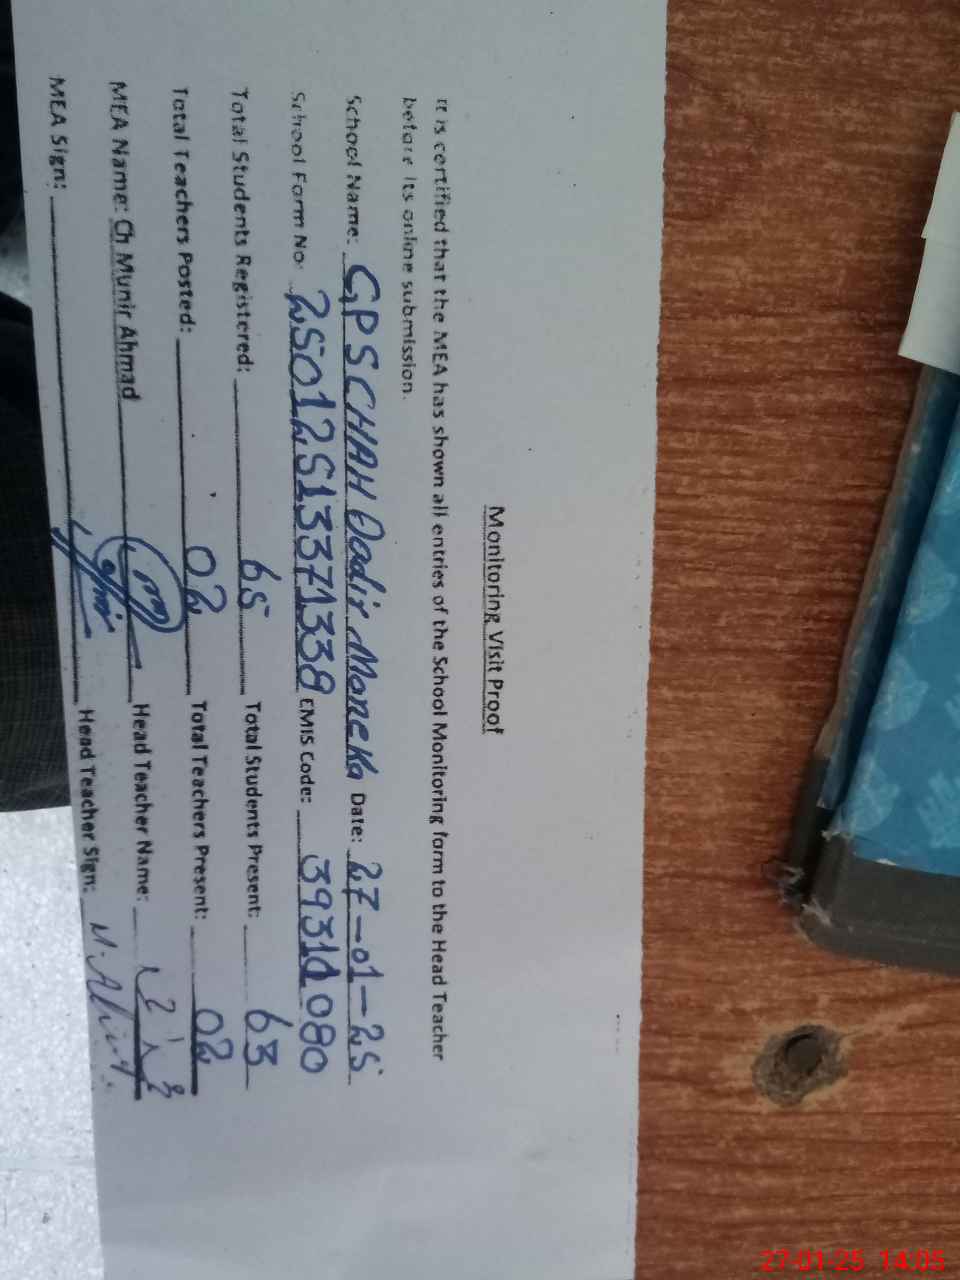 Monitoring Visit Proof
It is certified that the MEA has shown all entries of the School Monitoring form to the Head Teacher
before its online submission.
School Name: GPS CHAH Dadir Maneka Date: 27-01-25
School Form No: 25012513371338 EMIS Code: 39310080
Total Students Registered: 65 Total Students Present: 63
Total Teachers Posted: 02 Total Teachers Present: 02
MEA Name: Ch Munir Ahmad Head Teacher Name:
MEA Sign: Head Teacher Sign:
27-01-25 14:05